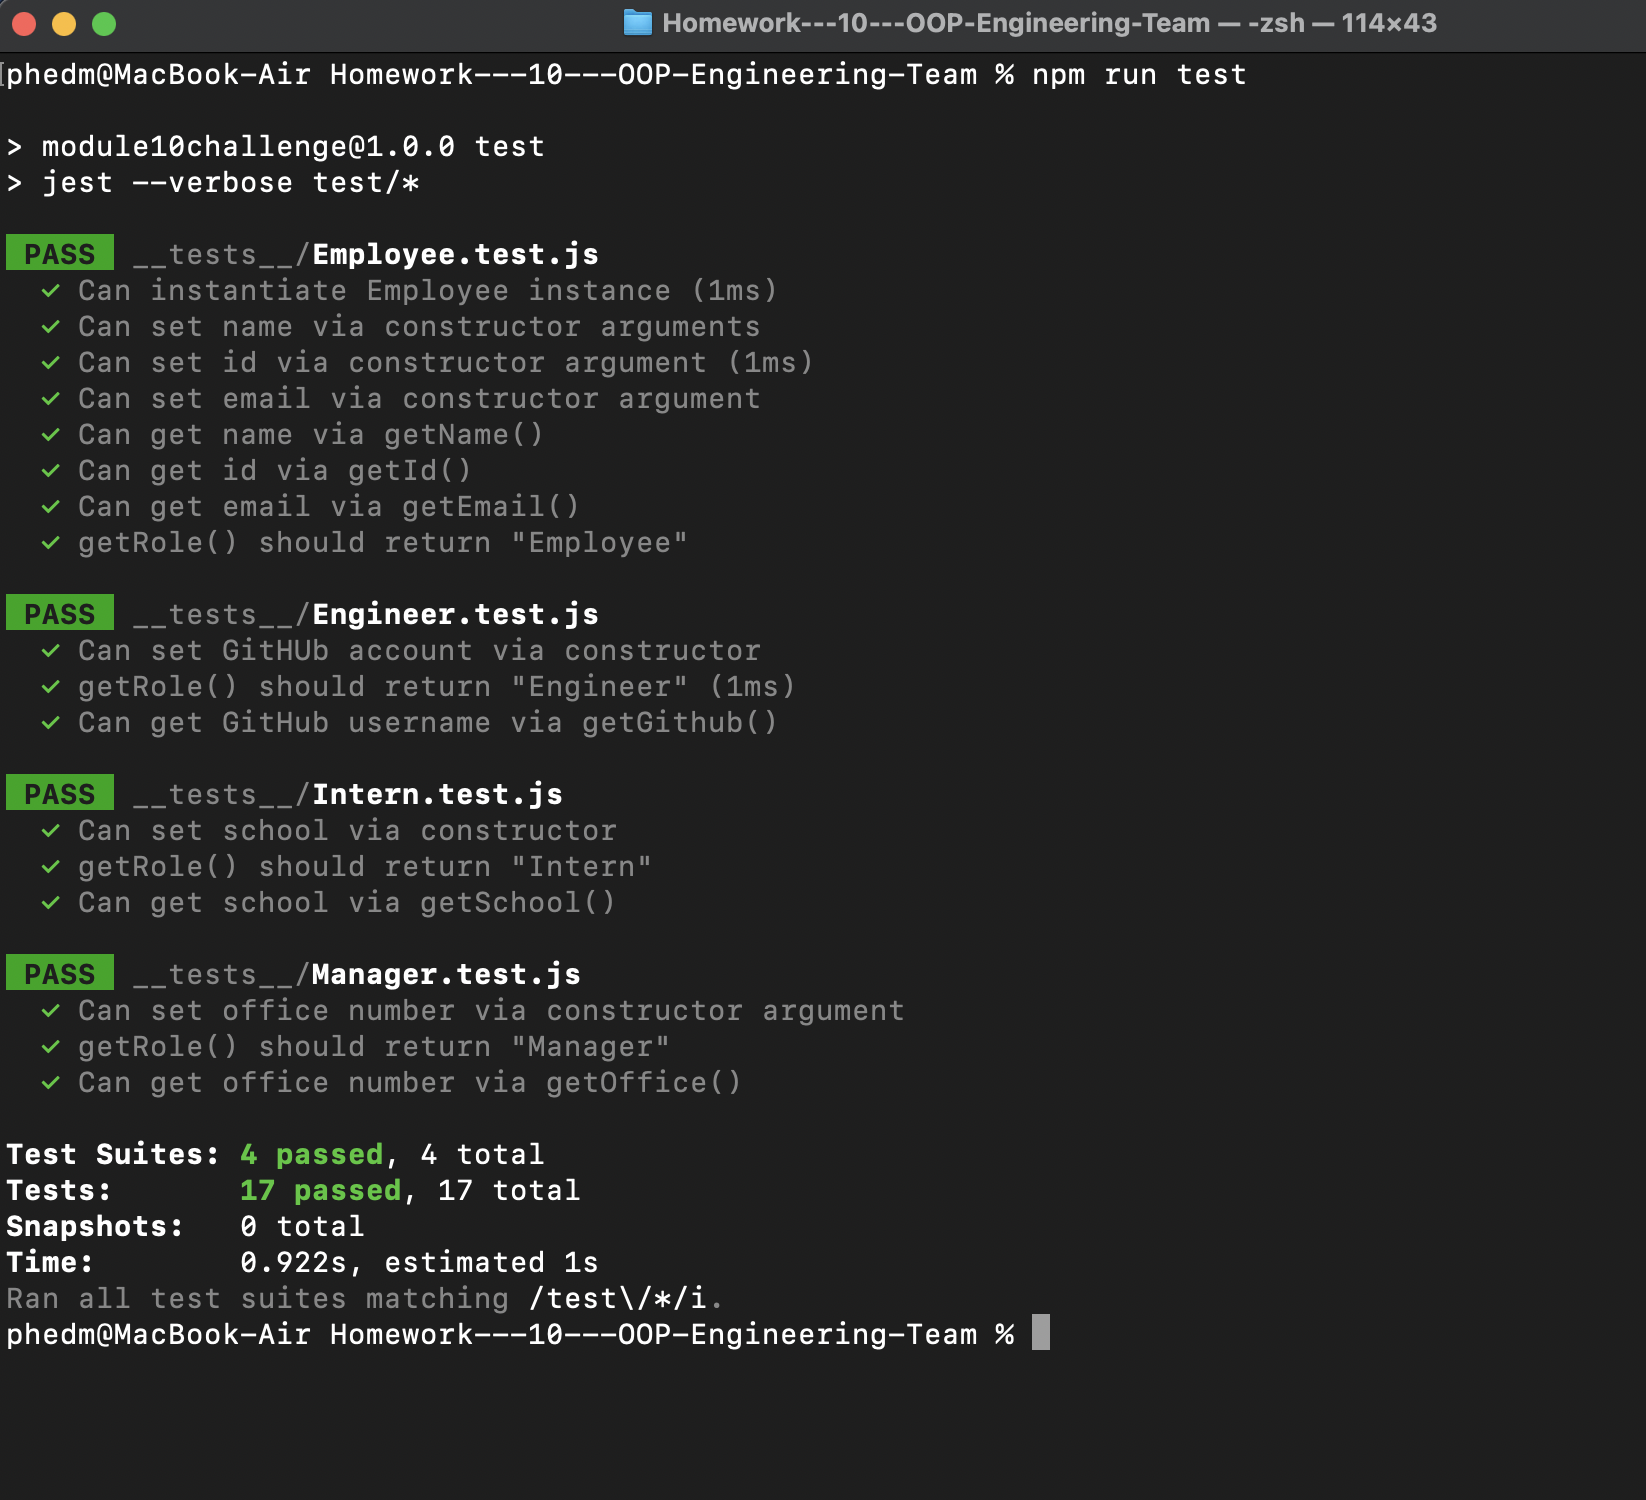 Homework---10---OOP-Engineering-Team — -zsh — 114×43
phedm@MacBook-Air Homework---10---OOP-Engineering-Team % npm run test
> module10challenge@1.0.0 test
> jest --verbose test/*
PASS __tests__/Employee.test.js
✓ Can instantiate Employee instance (1ms)
✓ Can set name via constructor arguments
✓ Can set id via constructor argument (1ms)
✓ Can set email via constructor argument
✓ Can get name via getName()
✓ Can get id via getId()
✓ Can get email via getEmail()
✓ getRole() should return "Employee"
PASS __tests__/Engineer.test.js
✓ Can set GitHUb account via constructor
✓ getRole() should return "Engineer" (1ms)
✓ Can get GitHub username via getGithub()
PASS __tests__/Intern.test.js
✓ Can set school via constructor
✓ getRole() should return "Intern"
✓ Can get school via getSchool()
PASS __tests__/Manager.test.js
✓ Can set office number via constructor argument
✓ getRole() should return "Manager"
✓ Can get office number via getOffice()
Test Suites: 4 passed, 4 total
Tests: 17 passed, 17 total
Snapshots: 0 total
Time: 0.922s, estimated 1s
Ran all test suites matching /test\/*/i.
phedm@MacBook-Air Homework---10---OOP-Engineering-Team %